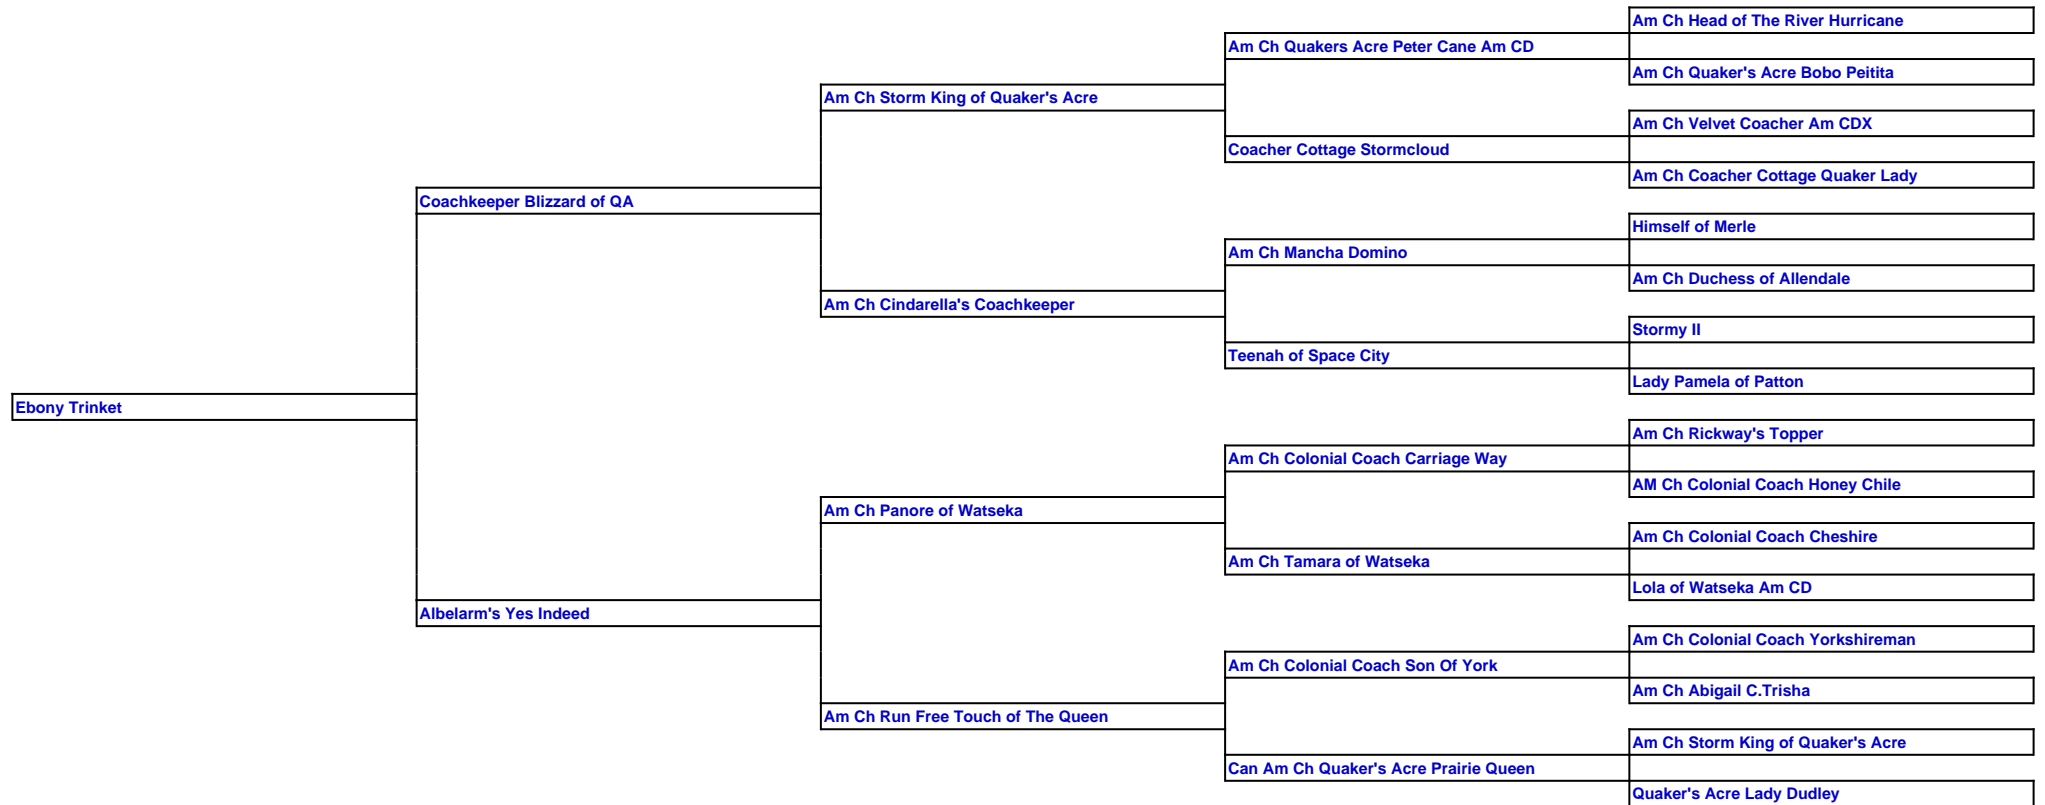 Am Ch Head of The River Hurricane
Am Ch Quakers Acre Peter Cane Am CD
Am Ch Quaker's Acre Bobo Peitita
Am Ch Storm King of Quaker's Acre
Am Ch Velvet Coacher Am CDX
Coacher Cottage Stormcloud
Am Ch Coacher Cottage Quaker Lady
Coachkeeper Blizzard of QA
Himself of Merle
Am Ch Mancha Domino
Am Ch Duchess of Allendale
Am Ch Cindarella's Coachkeeper
Stormy II
Teenah of Space City
Lady Pamela of Patton
Ebony Trinket
Am Ch Rickway's Topper
Am Ch Colonial Coach Carriage Way
AM Ch Colonial Coach Honey Chile
Am Ch Panore of Watseka
Am Ch Colonial Coach Cheshire
Am Ch Tamara of Watseka
Lola of Watseka Am CD
Albelarm's Yes Indeed
Am Ch Colonial Coach Yorkshireman
Am Ch Colonial Coach Son Of York
Am Ch Abigail C.Trisha
Am Ch Run Free Touch of The Queen
Am Ch Storm King of Quaker's Acre
Can Am Ch Quaker's Acre Prairie Queen
Quaker's Acre Lady Dudley